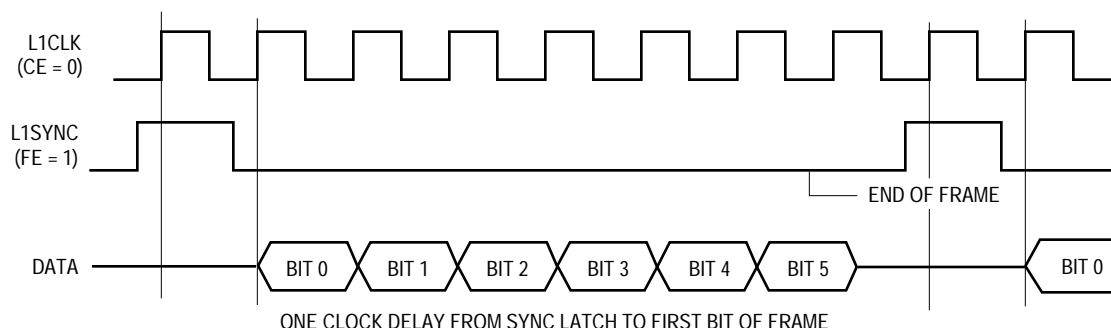 L1CLK
(CE = 0)
L1SYNC
(FE = 1)
END OF FRAME
DATA
BIT 0
BIT 1
BIT 2
BIT 3
BIT 4
BIT 5
BIT 0
ONE CLOCK DELAY FROM SYNC LATCH TO FIRST BIT OF FRAME